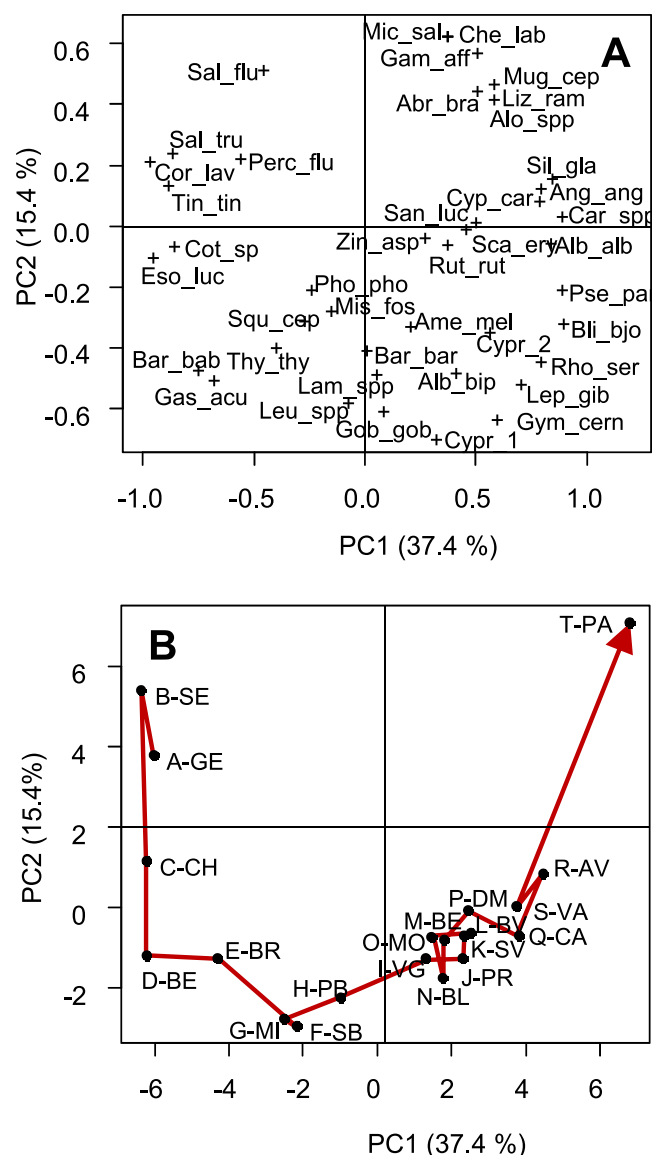 A
0.6
0.4
0.2
0.0
-0.2
-0.4
-0.6
PC2 (15.4 %)
Mic_sal
Che_lab
Gam_aff
Sal_flu
Mug_cep
Abr_bra
Liz_ram
Alo_spp
Sal_tru
Perc_flu
Cor_lav
Tin_tin
Sil_gla
Cyp_car
Ang_ang
San_luc
Car_spp
Zin_asp
Sca_ery
Alb_alb
Cot_sp
Rut_rut
Eso_luc
Pho_pho
Pse_par
Mis_fos
Squ_cep
Ame_mel
Bli_bjo
Cypr_2
Bar_bab
Thy_thy
Bar_bar
Rho_ser
Gas_acu
Lam_spp
Alb_bip
Lep_gib
Leu_spp
Gym_cern
Gob_gob
Cypr_1
-1.0
-0.5
0.0
0.5
1.0
PC1 (37.4 %)
B
6
4
2
0
-2
PC2 (15.4%)
T-PA
B-SE
A-GE
C-CH
R-AV
P-DM
S-VA
M-BE
L-BV
Q-CA
O-MO
K-SV
E-BR
I-VG
J-PR
D-BE
H-PB
N-BL
G-MI
F-SB
-6
-4
-2
0
2
4
6
PC1 (37.4 %)